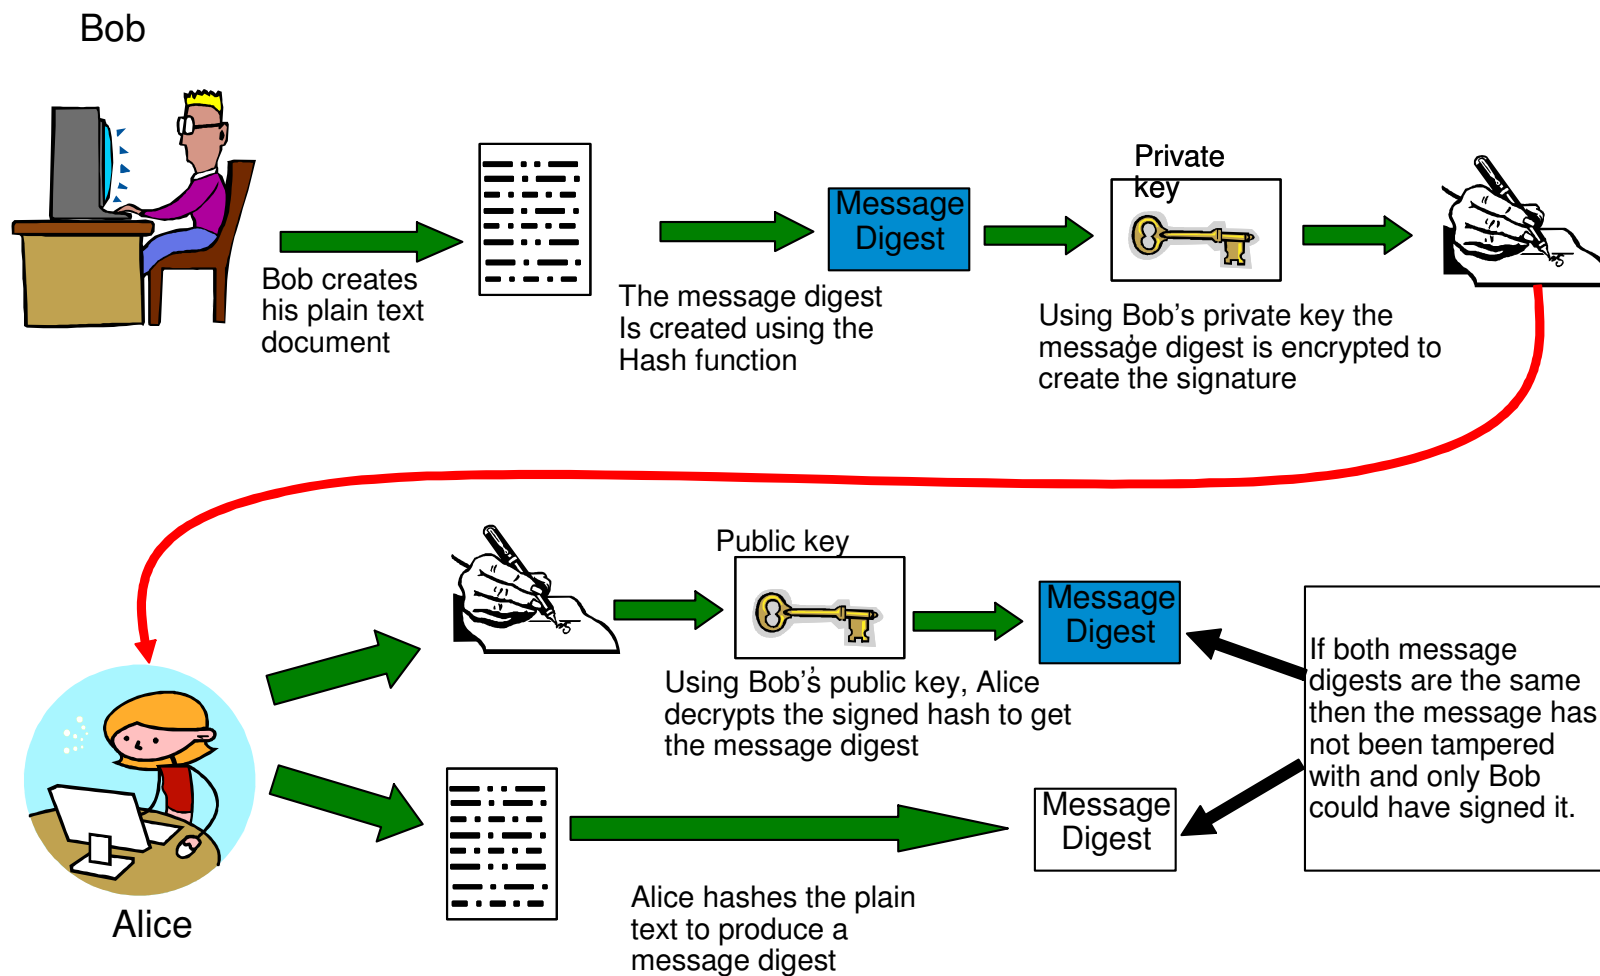 Bob
Bob creates
his plain text
document
The message digest
Is created using the
Hash function
Message
Digest
Private
key
Using Bob's private key the
message digest is encrypted to
create the signature
Public key
Using Bob's public key, Alice
decrypts the signed hash to get
the message digest
Message
Digest
If both message
digests are the same
then the message has
not been tampered
with and only Bob
could have signed it.
Alice
Alice hashes the plain
text to produce a
message digest
Message
Digest